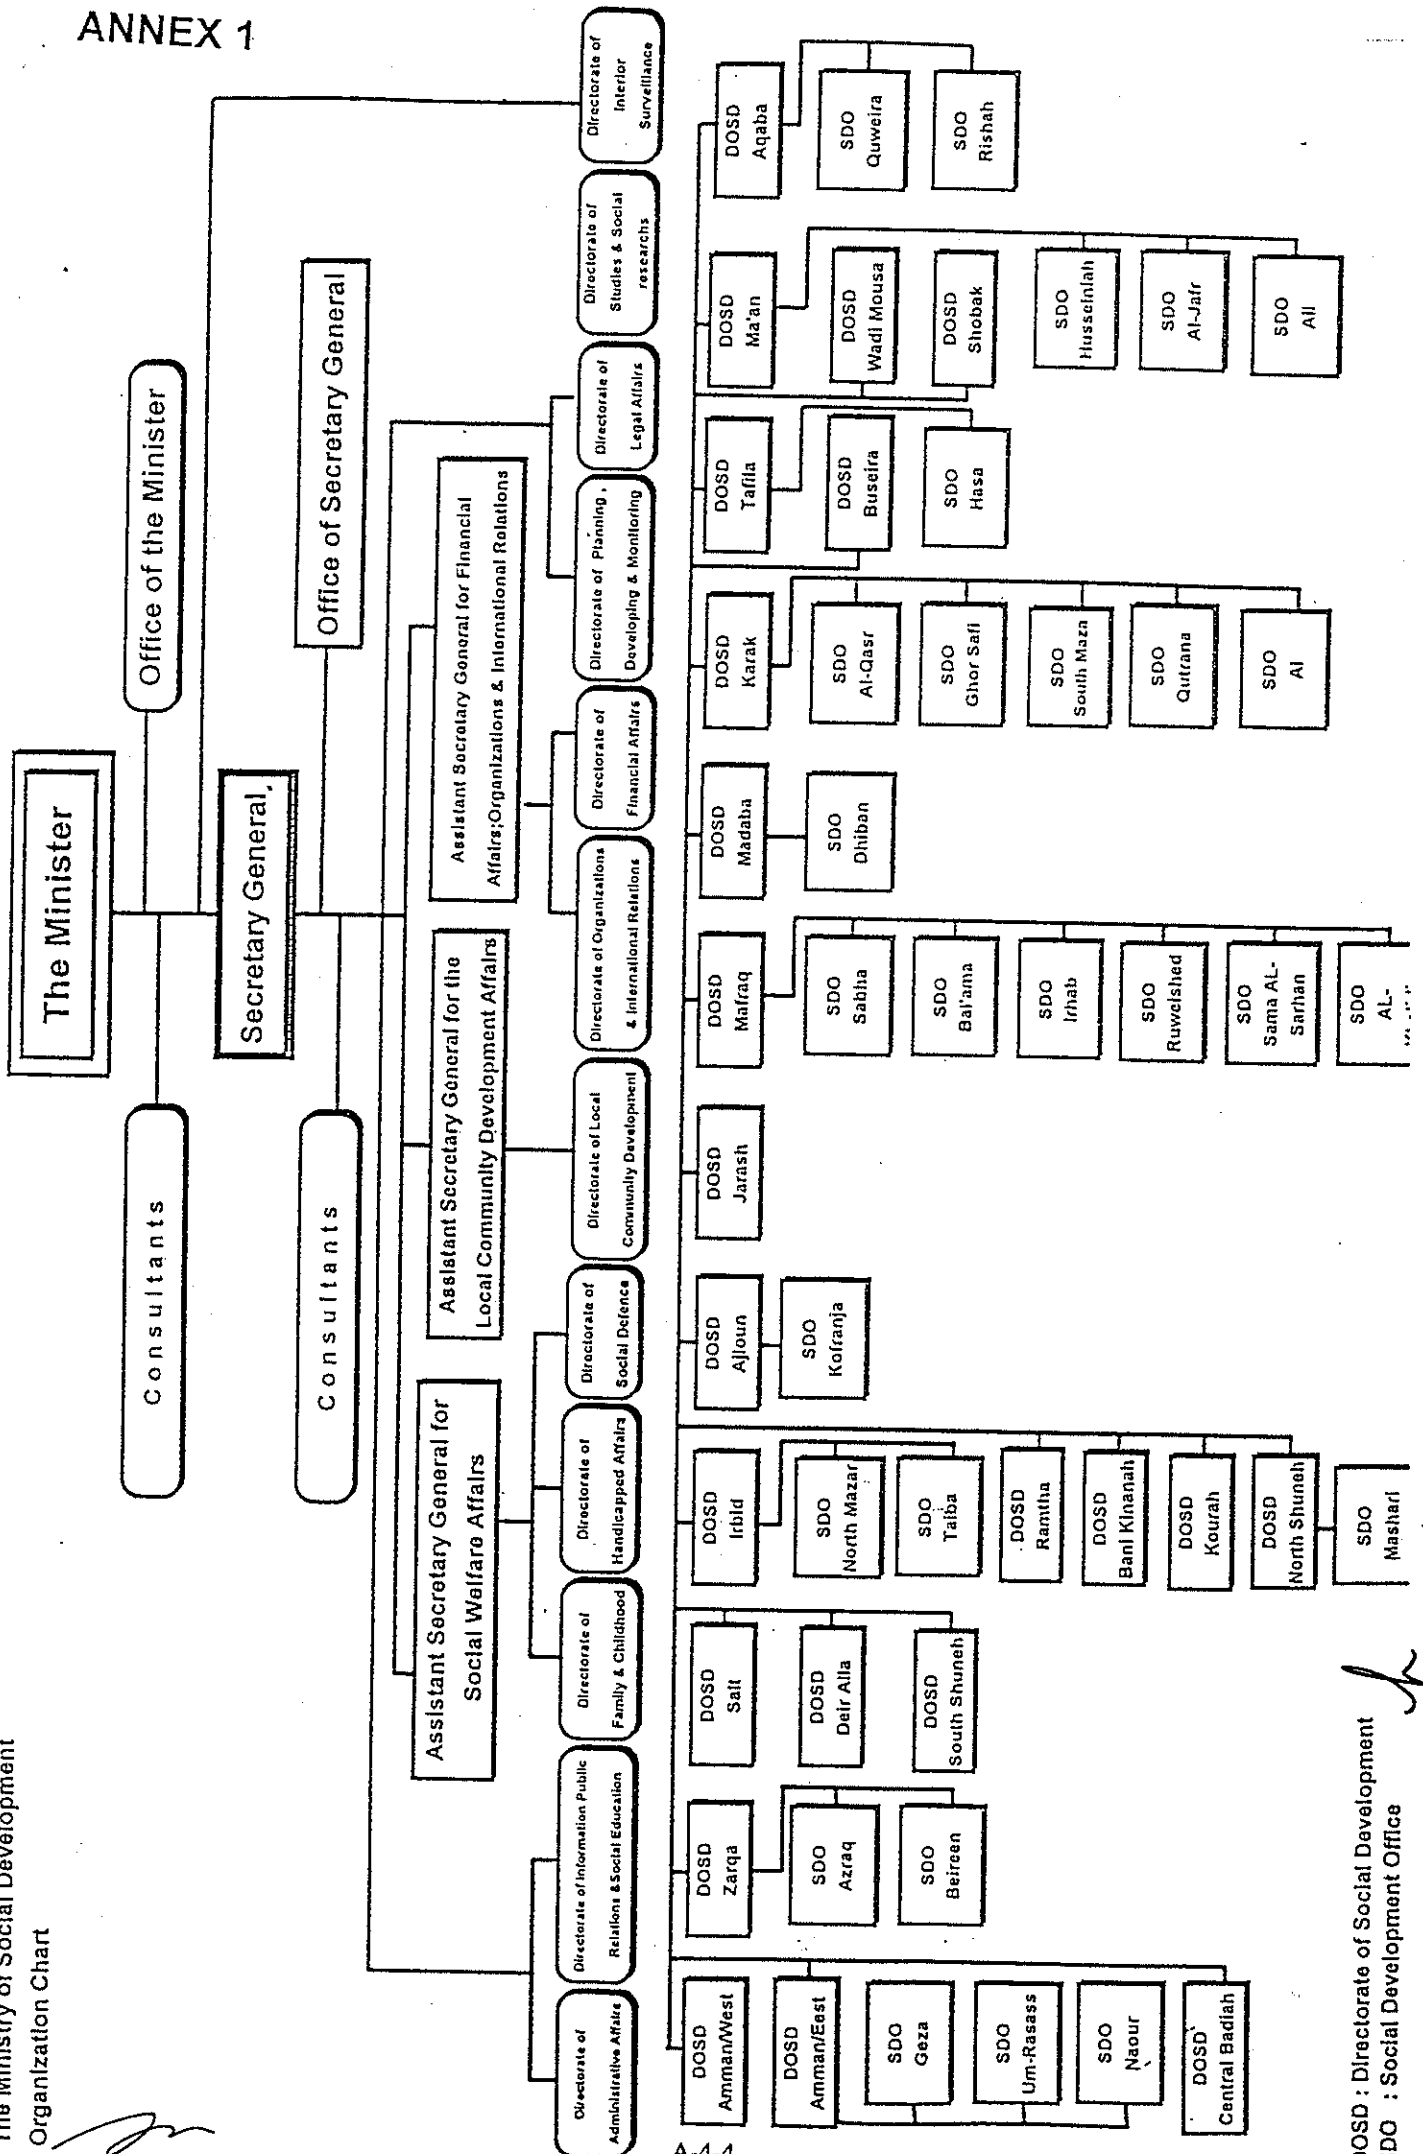 ANNEX 1
The Ministry of Social Development
Organization Chart
The Minister
Office of the Minister
Consultants
Secretary General
Office of Secretary General
Consultants
Assistant Secretary General for
Social Welfare Affairs
Assistant Secretary General for the
Local Community Development Affairs
Assistant Secretary General for Financial
Affairs;Organizations & International Relations
Directorate of
Administrative Affairs
Directorate of Information Public
Relations &Social Education
Directorate of
Family & Childhood
Directorate of
Handicapped Affairs
Directorate of
Social Defence
Directorate of Local
Community Development
Directorate of Organizations
& International Relations
Directorate of
Financial Affairs
Directorate of Planning ,
Developing & Monitoring
Directorate of
Legal Affairs
Directorate of
Studies & Social
researchs
Directorate of
Interior
Surveillance
DOSD
Amman/West
DOSD
Amman/East
SDO
Geza
SDO
Um-Rasass
SDO
Naour
DOSD
Central Badiah
DOSD
Zarqa
SDO
Azraq
SDO
Beireen
DOSD
Salt
DOSD
Deir Alla
DOSD
South Shuneh
DOSD
Irbid
SDO
North Mazar
SDO
Taiba
DOSD
Ramtha
DOSD
Bani Khanah
DOSD
Kourah
DOSD
North Shuneh
SDO
Mashari
DOSD
Ajloun
SDO
Kofranja
DOSD
Jarash
DOSD
Mafraq
SDO
Sabha
SDO
Bal'ama
SDO
Irhab
SDO
Ruweished
SDO
Sama AL-
Sarhan
SDO
AL-
DOSD
Madaba
SDO
Dhiban
DOSD
Karak
SDO
Al-Qasr
SDO
Ghor Safi
SDO
South Maza
SDO
Qutrana
SDO
Al
DOSD
Tafila
DOSD
Buseira
SDO
Hasa
DOSD
Ma'an
DOSD
Wadi Mousa
DOSD
Shobak
SDO
Husseiniah
SDO
Al-Jafr
SDO
Ail
DOSD
Aqaba
SDO
Quweira
SDO
Rishah
DOSD : Directorate of Social Development
SDO : Social Development Office
A-4-4